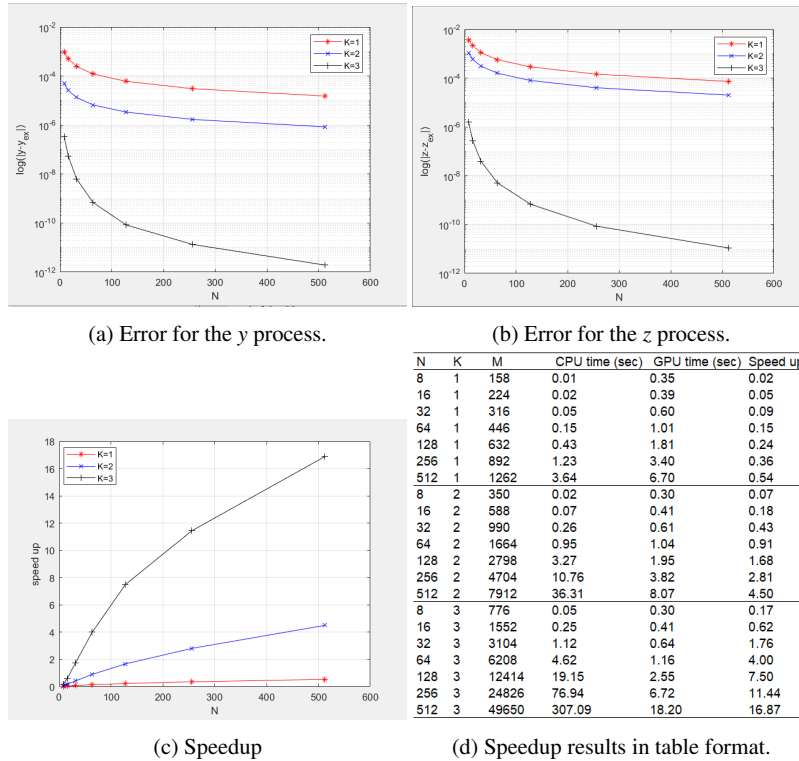 10^-2
10^-4
10^-6
10^-8
10^-10
10^-12
log(|y-y_ex|)
0 100 200 300 400 500 600
N
K=1
K=2
K=3
(a) Error for the y process.
10^-2
10^-4
10^-6
10^-8
10^-10
10^-12
log(|z-z_ex|)
0 100 200 300 400 500 600
N
K=1
K=2
K=3
(b) Error for the z process.
18
16
14
12
10
8
6
4
2
0
speed up
0 100 200 300 400 500 600
N
K=1
K=2
K=3
(c) Speedup
N K M CPU time (sec) GPU time (sec) Speed up
8 1 158 0.01 0.35 0.02
16 1 224 0.02 0.39 0.05
32 1 316 0.05 0.60 0.09
64 1 446 0.15 1.01 0.15
128 1 632 0.43 1.81 0.24
256 1 892 1.23 3.40 0.36
512 1 1262 3.64 6.70 0.54
8 2 350 0.02 0.30 0.07
16 2 588 0.07 0.41 0.18
32 2 990 0.26 0.61 0.43
64 2 1664 0.95 1.04 0.91
128 2 2798 3.27 1.95 1.68
256 2 4704 10.76 3.82 2.81
512 2 7912 36.31 8.07 4.50
8 3 776 0.05 0.30 0.17
16 3 1552 0.25 0.41 0.62
32 3 3104 1.12 0.64 1.76
64 3 6208 4.62 1.16 4.00
128 3 12414 19.15 2.55 7.50
256 3 24826 76.94 6.72 11.44
512 3 49650 307.09 18.20 16.87
(d) Speedup results in table format.